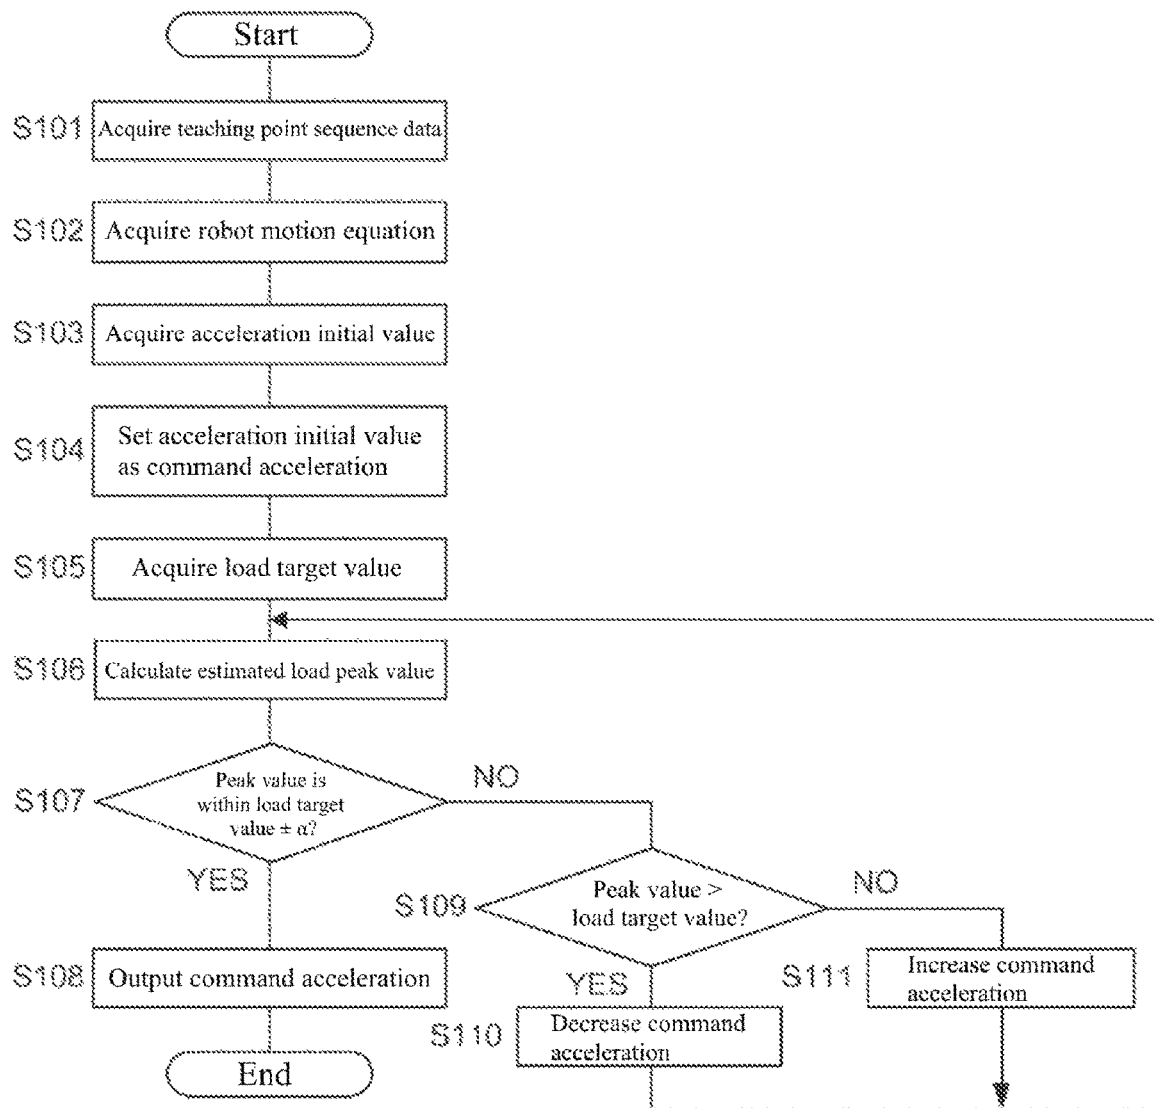 Start
S101
Acquire teaching point sequence data
S102
Acquire robot motion equation
S103
Acquire acceleration initial value
S104
Set acceleration initial value
as command acceleration
S105
Acquire load target value
S106
Calculate estimated load peak value
S107
Peak value is
within load target
value ± α?
NO
YES
S109
Peak value >
load target value?
NO
YES
S108
Output command acceleration
S111
Increase command
acceleration
S110
Decrease command
acceleration
End